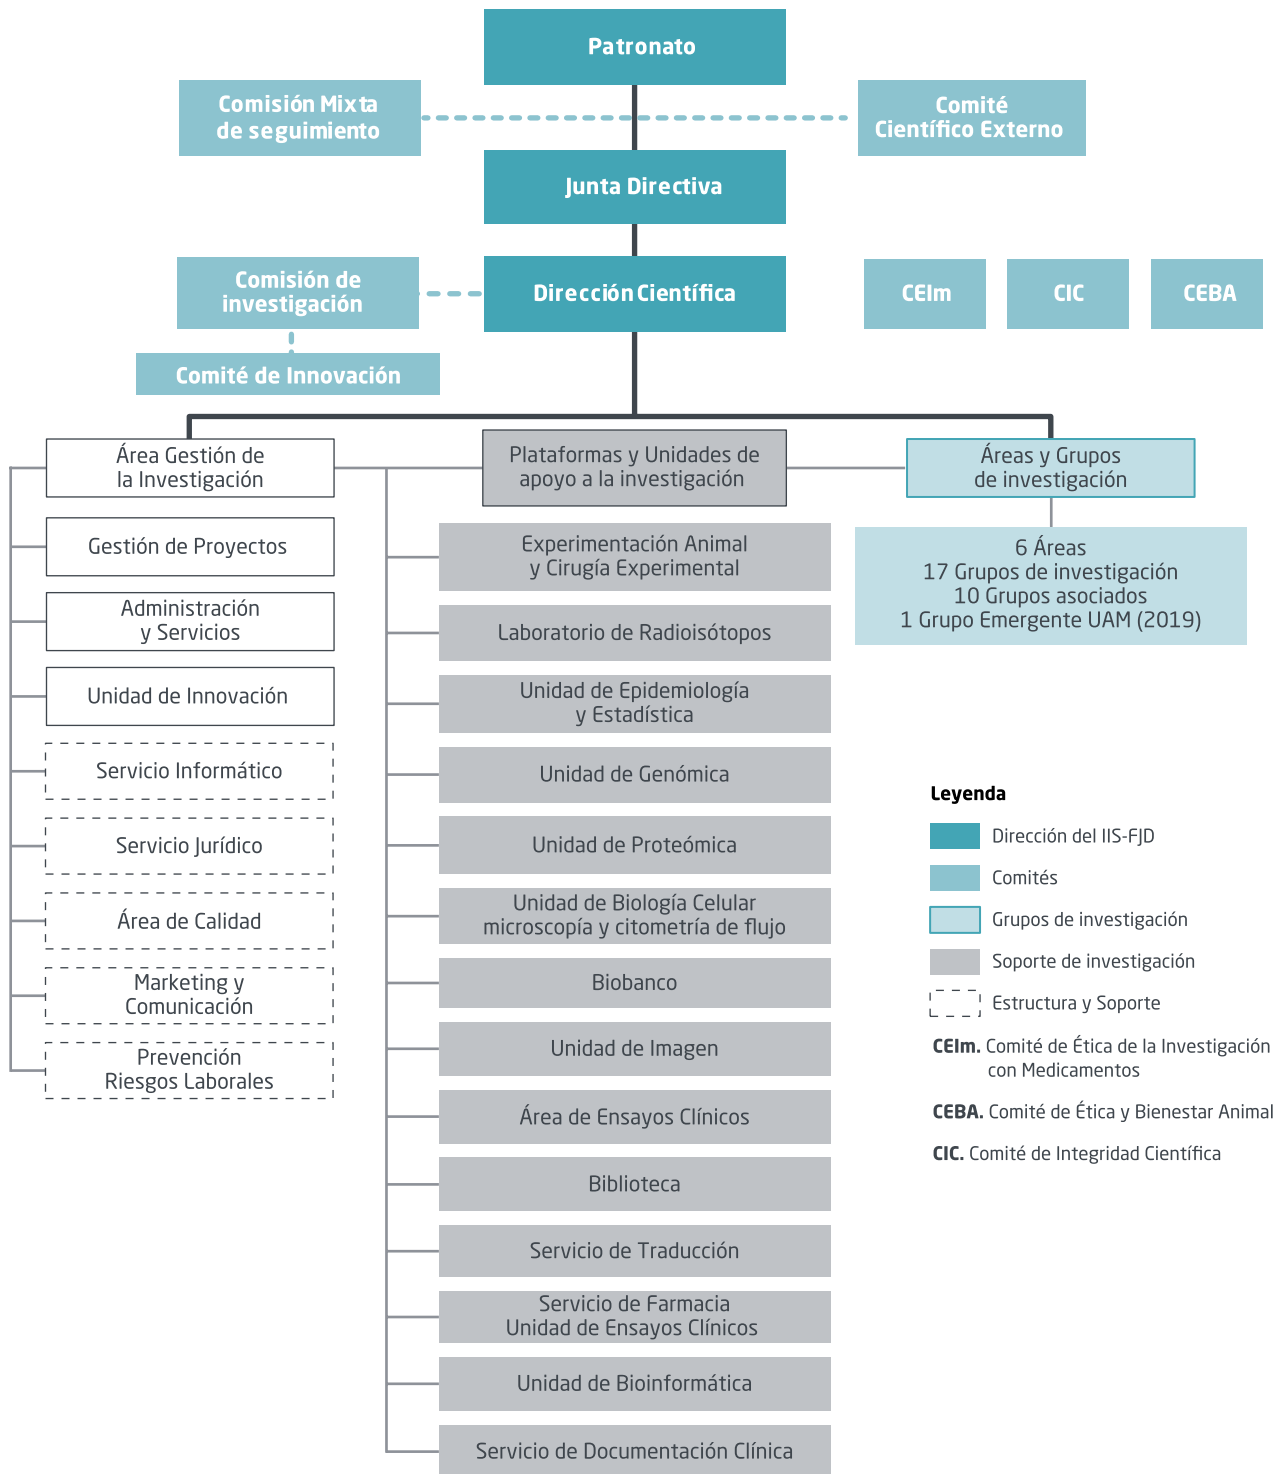 Patronato
Comisión Mixta
de seguimiento
Comité
Científico Externo
Junta Directiva
Comisión de
investigación
Dirección Científica
CEIm
CIC
CEBA
Comité de Innovación
Área Gestión de
la Investigación
Gestión de Proyectos
Administración
y Servicios
Unidad de Innovación
Servicio Informático
Servicio Jurídico
Área de Calidad
Marketing y
Comunicación
Prevención
Riesgos Laborales
Plataformas y Unidades de
apoyo a la investigación
Experimentación Animal
y Cirugía Experimental
Laboratorio de Radioisótopos
Unidad de Epidemiología
y Estadística
Unidad de Genómica
Unidad de Proteómica
Unidad de Biología Celular
microscopía y citometría de flujo
Biobanco
Unidad de Imagen
Área de Ensayos Clínicos
Biblioteca
Servicio de Traducción
Servicio de Farmacia
Unidad de Ensayos Clínicos
Unidad de Bioinformática
Servicio de Documentación Clínica
Áreas y Grupos
de investigación
6 Áreas
17 Grupos de investigación
10 Grupos asociados
1 Grupo Emergente UAM (2019)
Leyenda
Dirección del IIS-FJD
Comités
Grupos de investigación
Soporte de investigación
Estructura y Soporte
CEIm. Comité de Ética de la Investigación
con Medicamentos
CEBA. Comité de Ética y Bienestar Animal
CIC. Comité de Integridad Científica